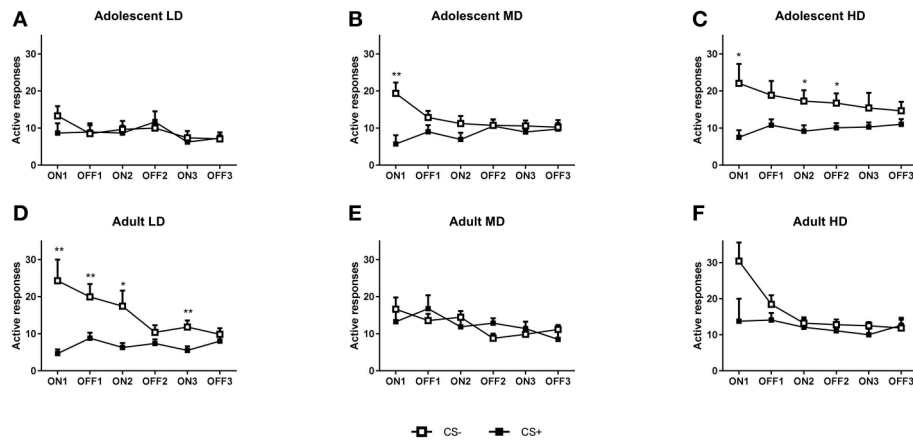 A Adolescent LD
Active responses
30
20
10
0
ON1 OFF1 ON2 OFF2 ON3 OFF3
B Adolescent MD
Active responses
30
20
10
0
**
ON1 OFF1 ON2 OFF2 ON3 OFF3
C Adolescent HD
Active responses
30
20
10
0
* * *
ON1 OFF1 ON2 OFF2 ON3 OFF3
D Adult LD
Active responses
30
20
10
0
** ** * **
ON1 OFF1 ON2 OFF2 ON3 OFF3
E Adult MD
Active responses
30
20
10
0
ON1 OFF1 ON2 OFF2 ON3 OFF3
F Adult HD
Active responses
30
20
10
0
ON1 OFF1 ON2 OFF2 ON3 OFF3
CS- CS+